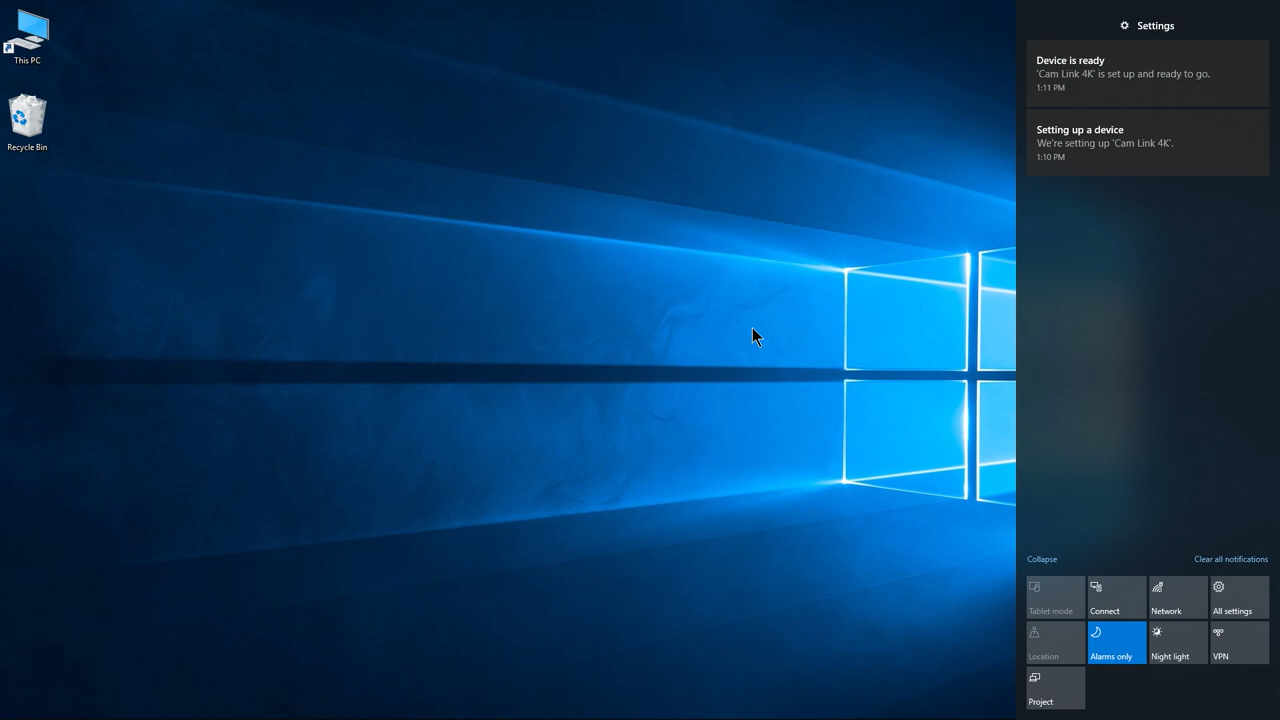 This PC
Recycle Bin
Settings
Device is ready
'Cam Link 4K' is set up and ready to go.
1:11 PM
Setting up a device
We're setting up 'Cam Link 4K'.
1:10 PM
Collapse
Clear all notifications
Tablet mode
Connect
Network
All settings
Location
Alarms only
Night light
VPN
Project